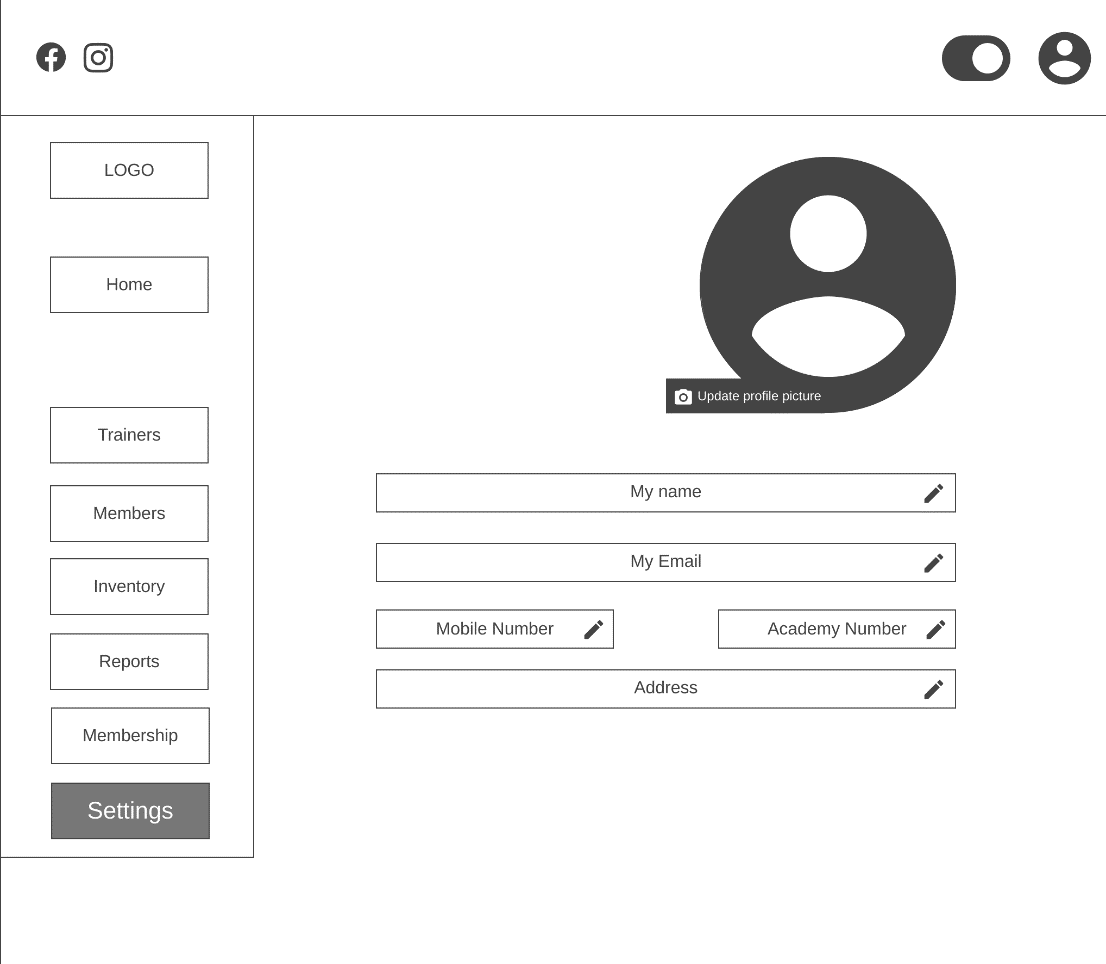 LOGO
Home
Trainers
Members
Inventory
Reports
Membership
Settings
Update profile picture
My name
My Email
Mobile Number
Academy Number
Address